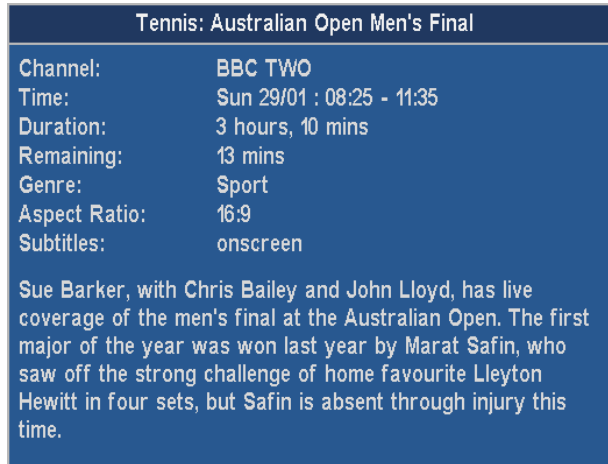 Tennis: Australian Open Men's Final
Channel: BBC TWO
Time: Sun 29/01 : 08:25 - 11:35
Duration: 3 hours, 10 mins
Remaining: 13 mins
Genre: Sport
Aspect Ratio: 16:9
Subtitles: onscreen
Sue Barker, with Chris Bailey and John Lloyd, has live
coverage of the men's final at the Australian Open. The first
major of the year was won last year by Marat Safin, who
saw off the strong challenge of home favourite Lleyton
Hewitt in four sets, but Safin is absent through injury this
time.